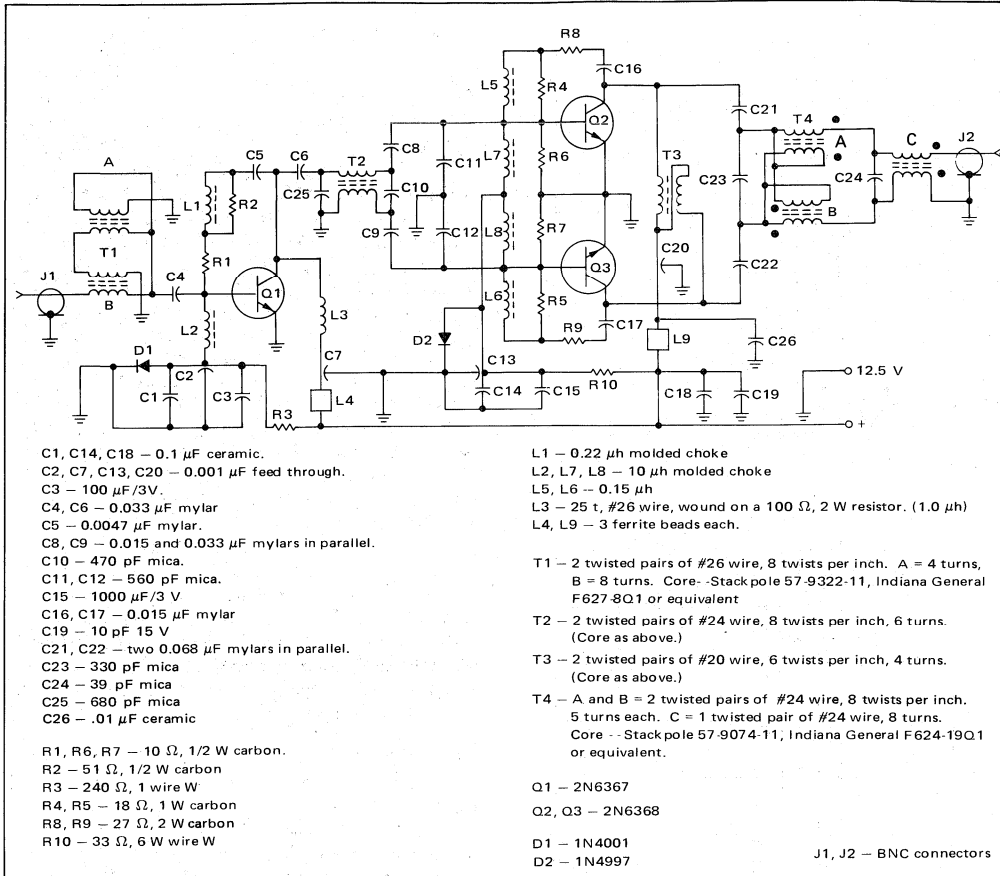 R8
C16
L5
R4
Q2
C21
T4
A
C
J2
C5
C6
T2
C8
C11
L7
R6
T3
C23
C24
A
L1
R2
C25
C10
B
C9
C12
L8
R7
C20
T1
R1
Q3
C22
J1
B
C4
Q1
L6
R5
L2
L3
D2
R9
C17
L9
C26
D1
C2
C7
C13
C1
C3
L4
C14
C15
R10
C18
C19
12.5 V
R3
+
C1, C14, C18 – 0.1 μF ceramic.
C2, C7, C13, C20 – 0.001 μF feed through.
C3 – 100 μF/3V.
C4, C6 – 0.033 μF mylar
C5 – 0.0047 μF mylar.
C8, C9 – 0.015 and 0.033 μF mylars in parallel.
C10 – 470 pF mica.
C11, C12 – 560 pF mica.
C15 – 1000 μF/3 V
C16, C17 – 0.015 μF mylar
C19 – 10 pF 15 V
C21, C22 – two 0.068 μF mylars in parallel.
C23 – 330 pF mica
C24 – 39 pF mica
C25 – 680 pF mica
C26 – .01 μF ceramic
R1, R6, R7 – 10 Ω, 1/2 W carbon.
R2 – 51 Ω, 1/2 W carbon
R3 – 240 Ω, 1 wire W
R4, R5 – 18 Ω, 1 W carbon
R8, R9 – 27 Ω, 2 W carbon
R10 – 33 Ω, 6 W wire W
L1 – 0.22 μh molded choke
L2, L7, L8 – 10 μh molded choke
L5, L6 -- 0.15 μh
L3 – 25 t, #26 wire, wound on a 100 Ω, 2 W resistor. (1.0 μh)
L4, L9 – 3 ferrite beads each.
T1 – 2 twisted pairs of #26 wire, 8 twists per inch. A = 4 turns,
B = 8 turns. Core- -Stackpole 57-9322-11, Indiana General
F627-8Q1 or equivalent
T2 – 2 twisted pairs of #24 wire, 8 twists per inch, 6 turns.
(Core as above.)
T3 – 2 twisted pairs of #20 wire, 6 twists per inch, 4 turns.
(Core as above.)
T4 – A and B = 2 twisted pairs of #24 wire, 8 twists per inch.
5 turns each. C = 1 twisted pair of #24 wire, 8 turns.
Core - - Stackpole 57-9074-11, Indiana General F624-19Q1
or equivalent.
Q1 – 2N6367
Q2, Q3 – 2N6368
D1 – 1N4001
D2 – 1N4997
J1, J2 – BNC connectors